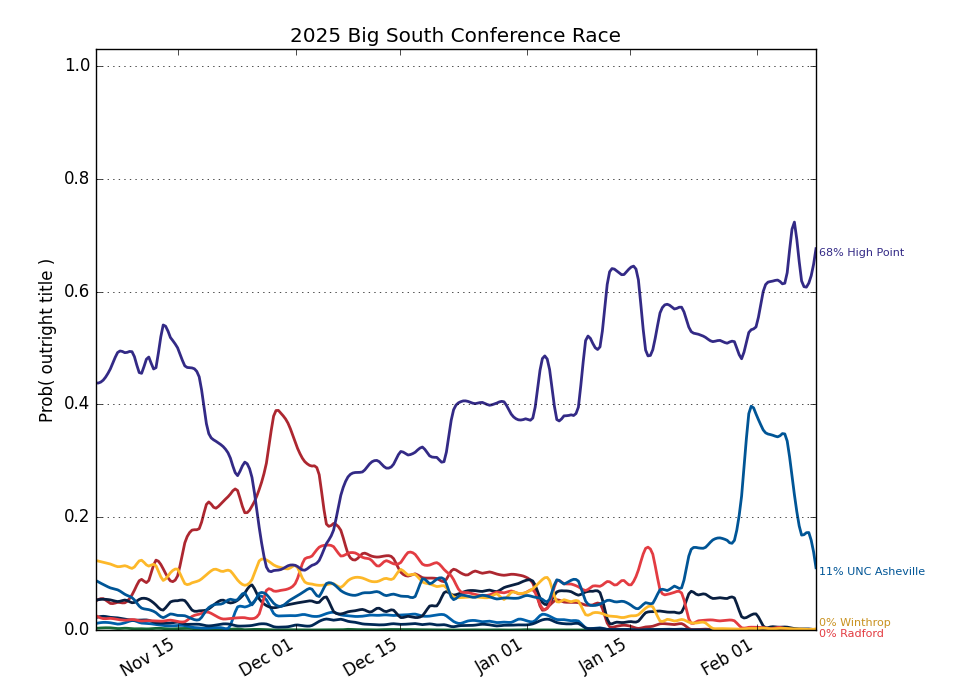 2025 Big South Conference Race
Prob( outright title )
1.0
0.8
0.6
0.4
0.2
0.0
Nov 15
Dec 01
Dec 15
Jan 01
Jan 15
Feb 01
68% High Point
11% UNC Asheville
0% Winthrop
0% Radford